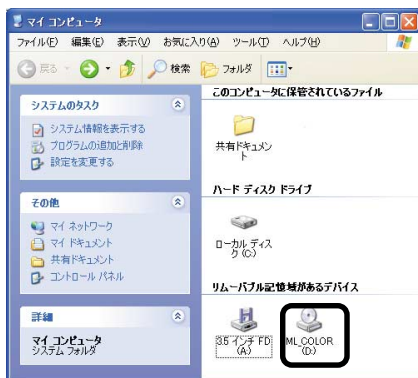 マイ コンピュータ
ファイル(F) 編集(E) 表示(V) お気に入り(A) ツール(T) ヘルプ(H)
戻る 検索 フォルダ
システムのタスク
システム情報を表示する
プログラムの追加と削除
設定を変更する
その他
マイ ネットワーク
マイ ドキュメント
共有ドキュメント
コントロール パネル
詳細
マイ コンピュータ
システム フォルダ
このコンピュータに保管されているファイル
共有ドキュメン
ト
ハード ディスク ドライブ
ローカル ディス
ク (C:)
リムーバブル記憶域があるデバイス
3.5 インチ FD
(A:)
ML_COLOR
(D:)